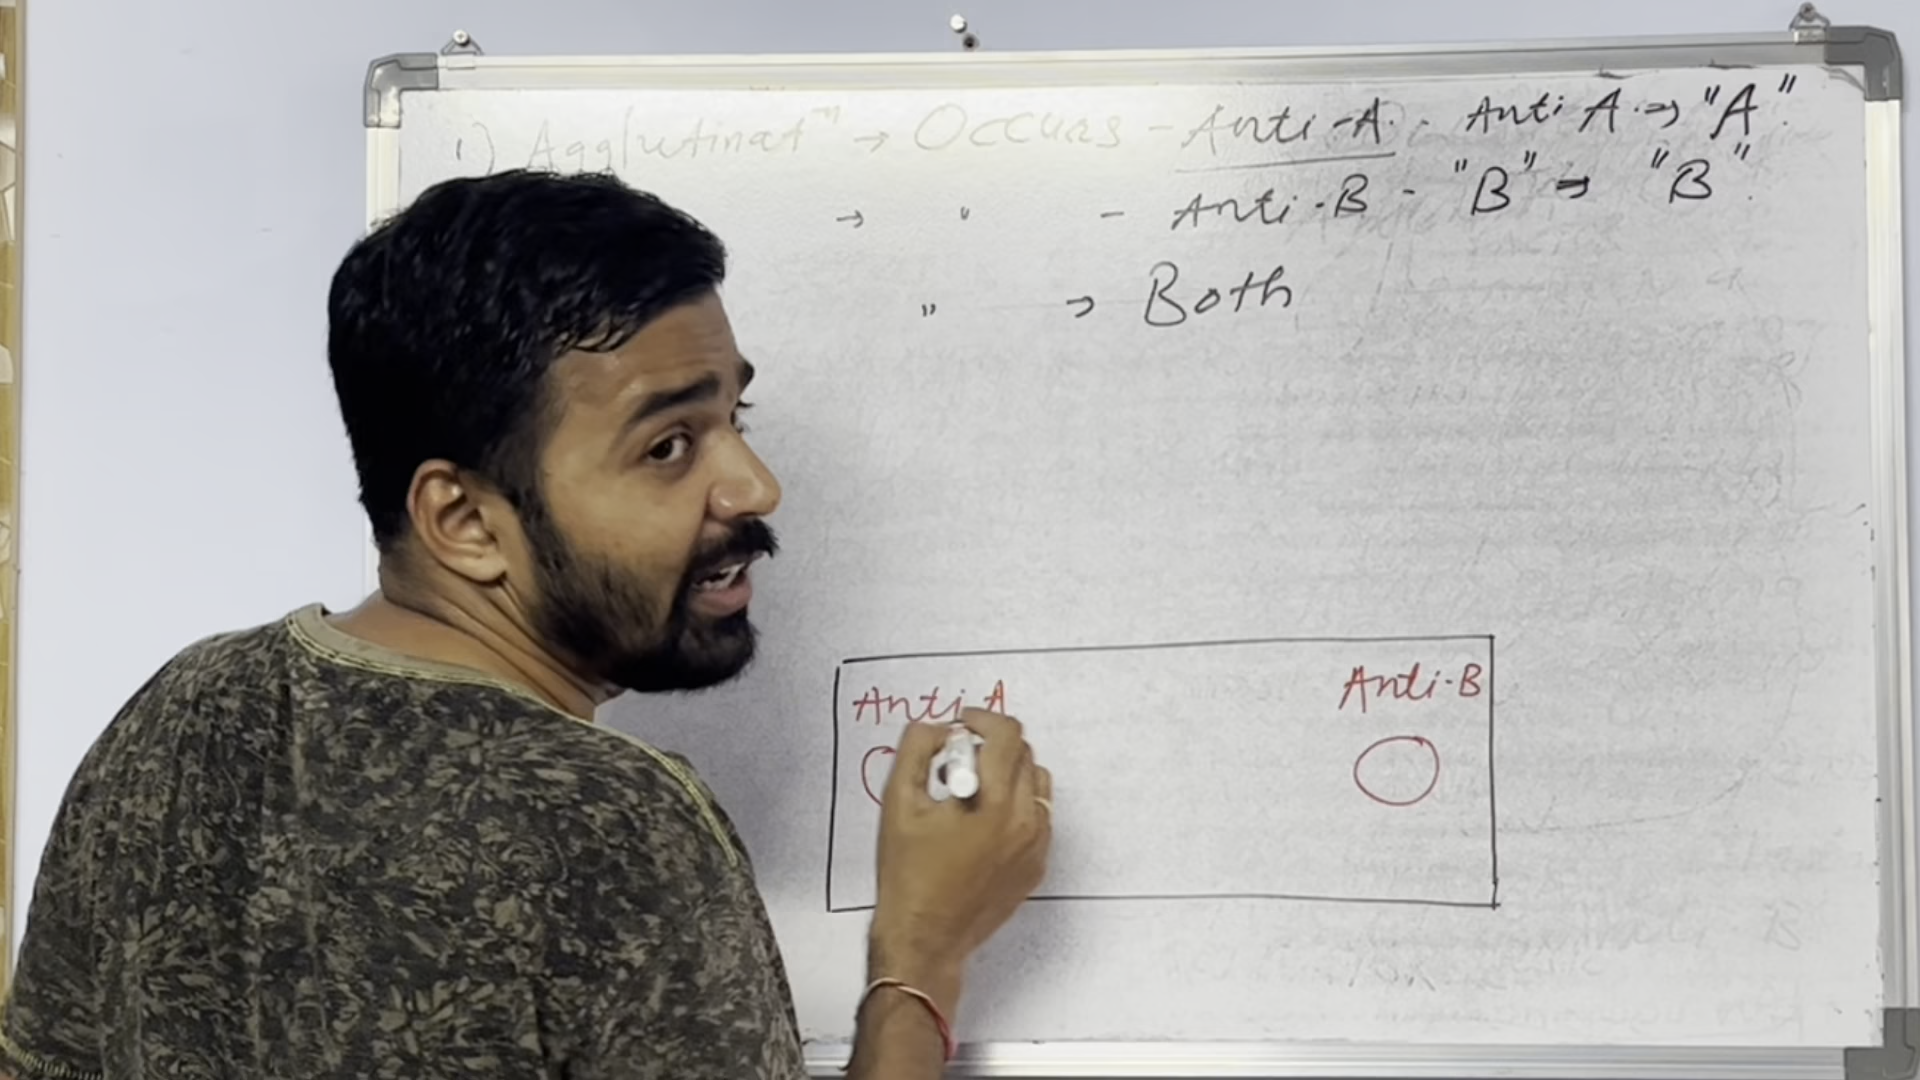 1) Agglutinatⁿ → Occurs - Anti-A. - Anti A. → "A".
→ " - Anti-B - "B" → "B".
" → Both
Anti-A Anti-B